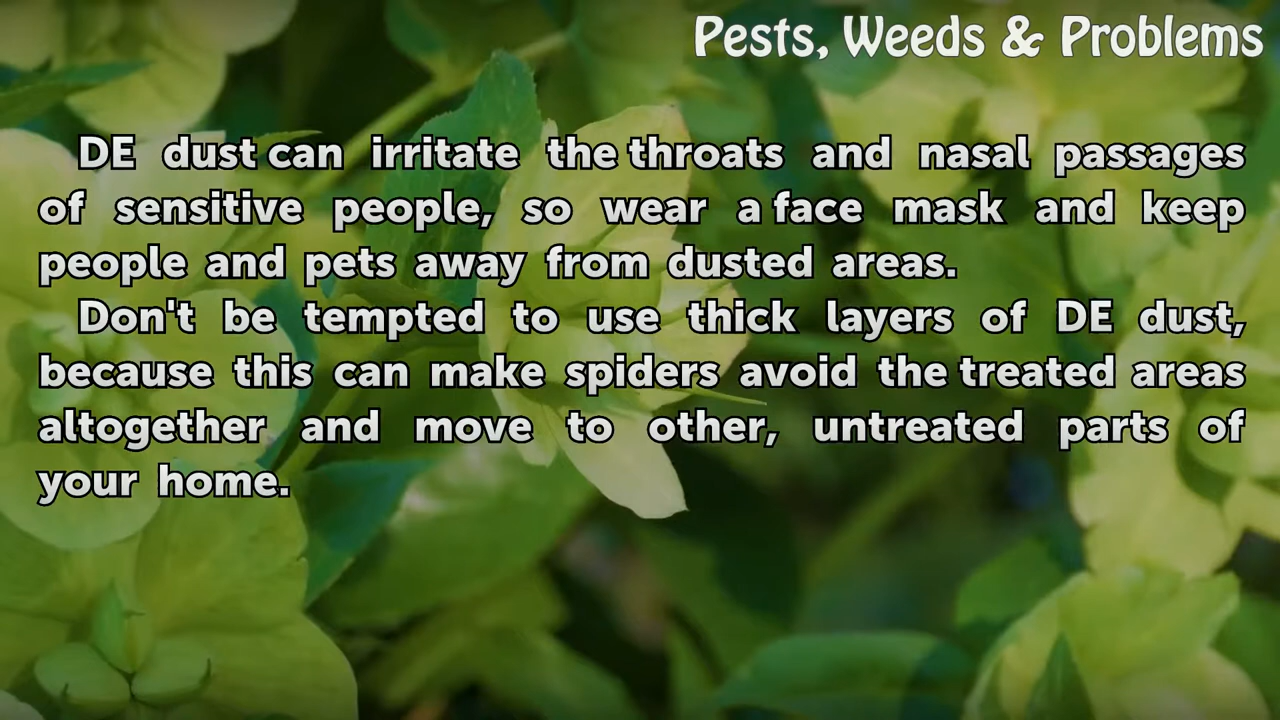 Pests, Weeds & Problems
DE dust can irritate the throats and nasal passages
of sensitive people, so wear a face mask and keep
people and pets away from dusted areas.
Don't be tempted to use thick layers of DE dust,
because this can make spiders avoid the treated areas
altogether and move to other, untreated parts of
your home.